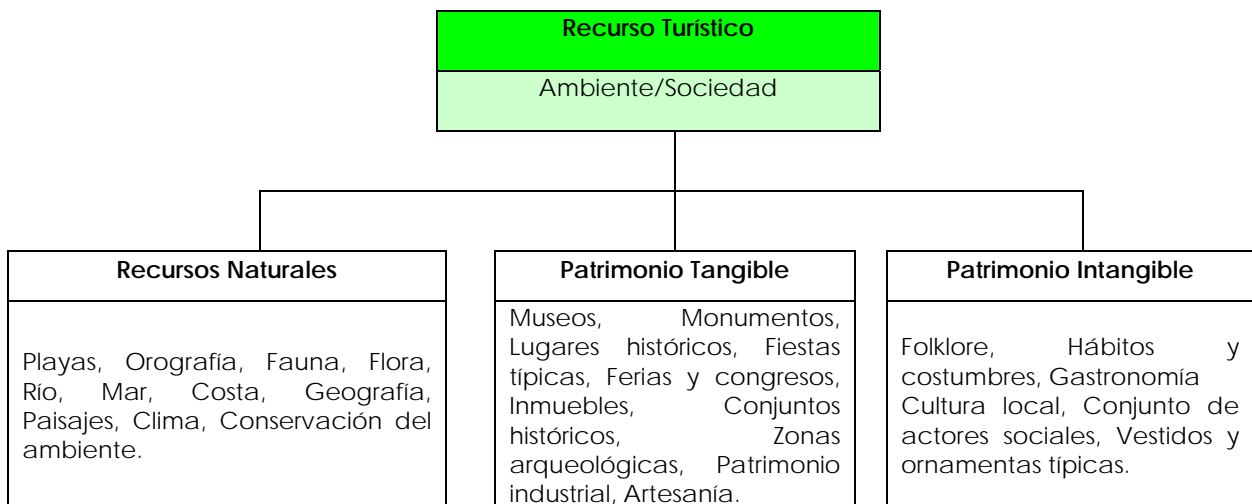 Recurso Turístico
Ambiente/Sociedad
Recursos Naturales
Playas, Orografía, Fauna, Flora,
Río, Mar, Costa, Geografía,
Paisajes, Clima, Conservación del
ambiente.
Patrimonio Tangible
Museos, Monumentos,
Lugares históricos, Fiestas
típicas, Ferias y congresos,
Inmuebles, Conjuntos
históricos, Zonas
arqueológicas, Patrimonio
industrial, Artesanía.
Patrimonio Intangible
Folklore, Hábitos y
costumbres, Gastronomía
Cultura local, Conjunto de
actores sociales, Vestidos y
ornamentas típicas.